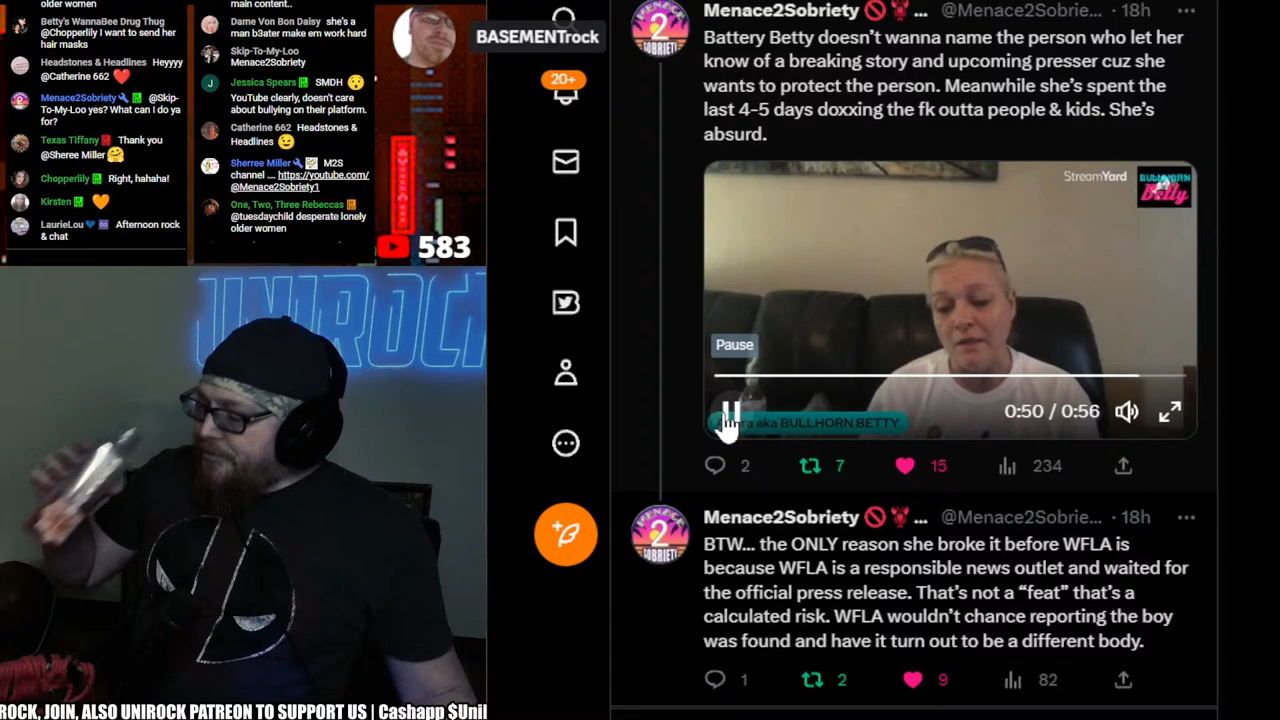 older women
Betty's WannaBee Drug Thug
@Chopperlily I want to send her
hair masks
Headstones & Headlines Heyyyy
@Catherine 662
Menace2Sobriety @Skip-
To-My-Loo yes? What can I do ya
for?
Texas Tiffany Thank you
@Sherree Miller
Chopperlily Right, hahaha!
Kirsten
LaurieLou Afternoon rock
& chat
main content..
Dame Von Bon Daisy she's a
man b3ater make em work hard
Skip-To-My-Loo
Menace2Sobriety
Jessica Spears SMDH
YouTube clearly, doesn't care
about bullying on their platform.
Catherine 662 Headstones &
Headlines
Sherree Miller M2S
channel .... https://youtube.com/
@Menace2Sobriety1
One, Two, Three Rebeccas
@tuesdaychild desperate lonely
older women
583
BASEMENTrock
20+
UNIROCK
ROCK, JOIN, ALSO UNIROCK PATREON TO SUPPORT US | Cashapp $Unil
Menace2Sobriety ... @Menace2Sobrie... · 18h
Battery Betty doesn't wanna name the person who let her
know of a breaking story and upcoming presser cuz she
wants to protect the person. Meanwhile she's spent the
last 4-5 days doxxing the fk outta people & kids. She's
absurd.
StreamYard
BULLHORN
Betty
Pause
0:50 / 0:56
aka BULLHORN BETTY
2 7 15 234
MENACE
2
SOBRIETY
Menace2Sobriety ... @Menace2Sobrie... · 18h
BTW... the ONLY reason she broke it before WFLA is
because WFLA is a responsible news outlet and waited for
the official press release. That's not a “feat” that's a
calculated risk. WFLA wouldn't chance reporting the boy
was found and have it turn out to be a different body.
1 2 9 82